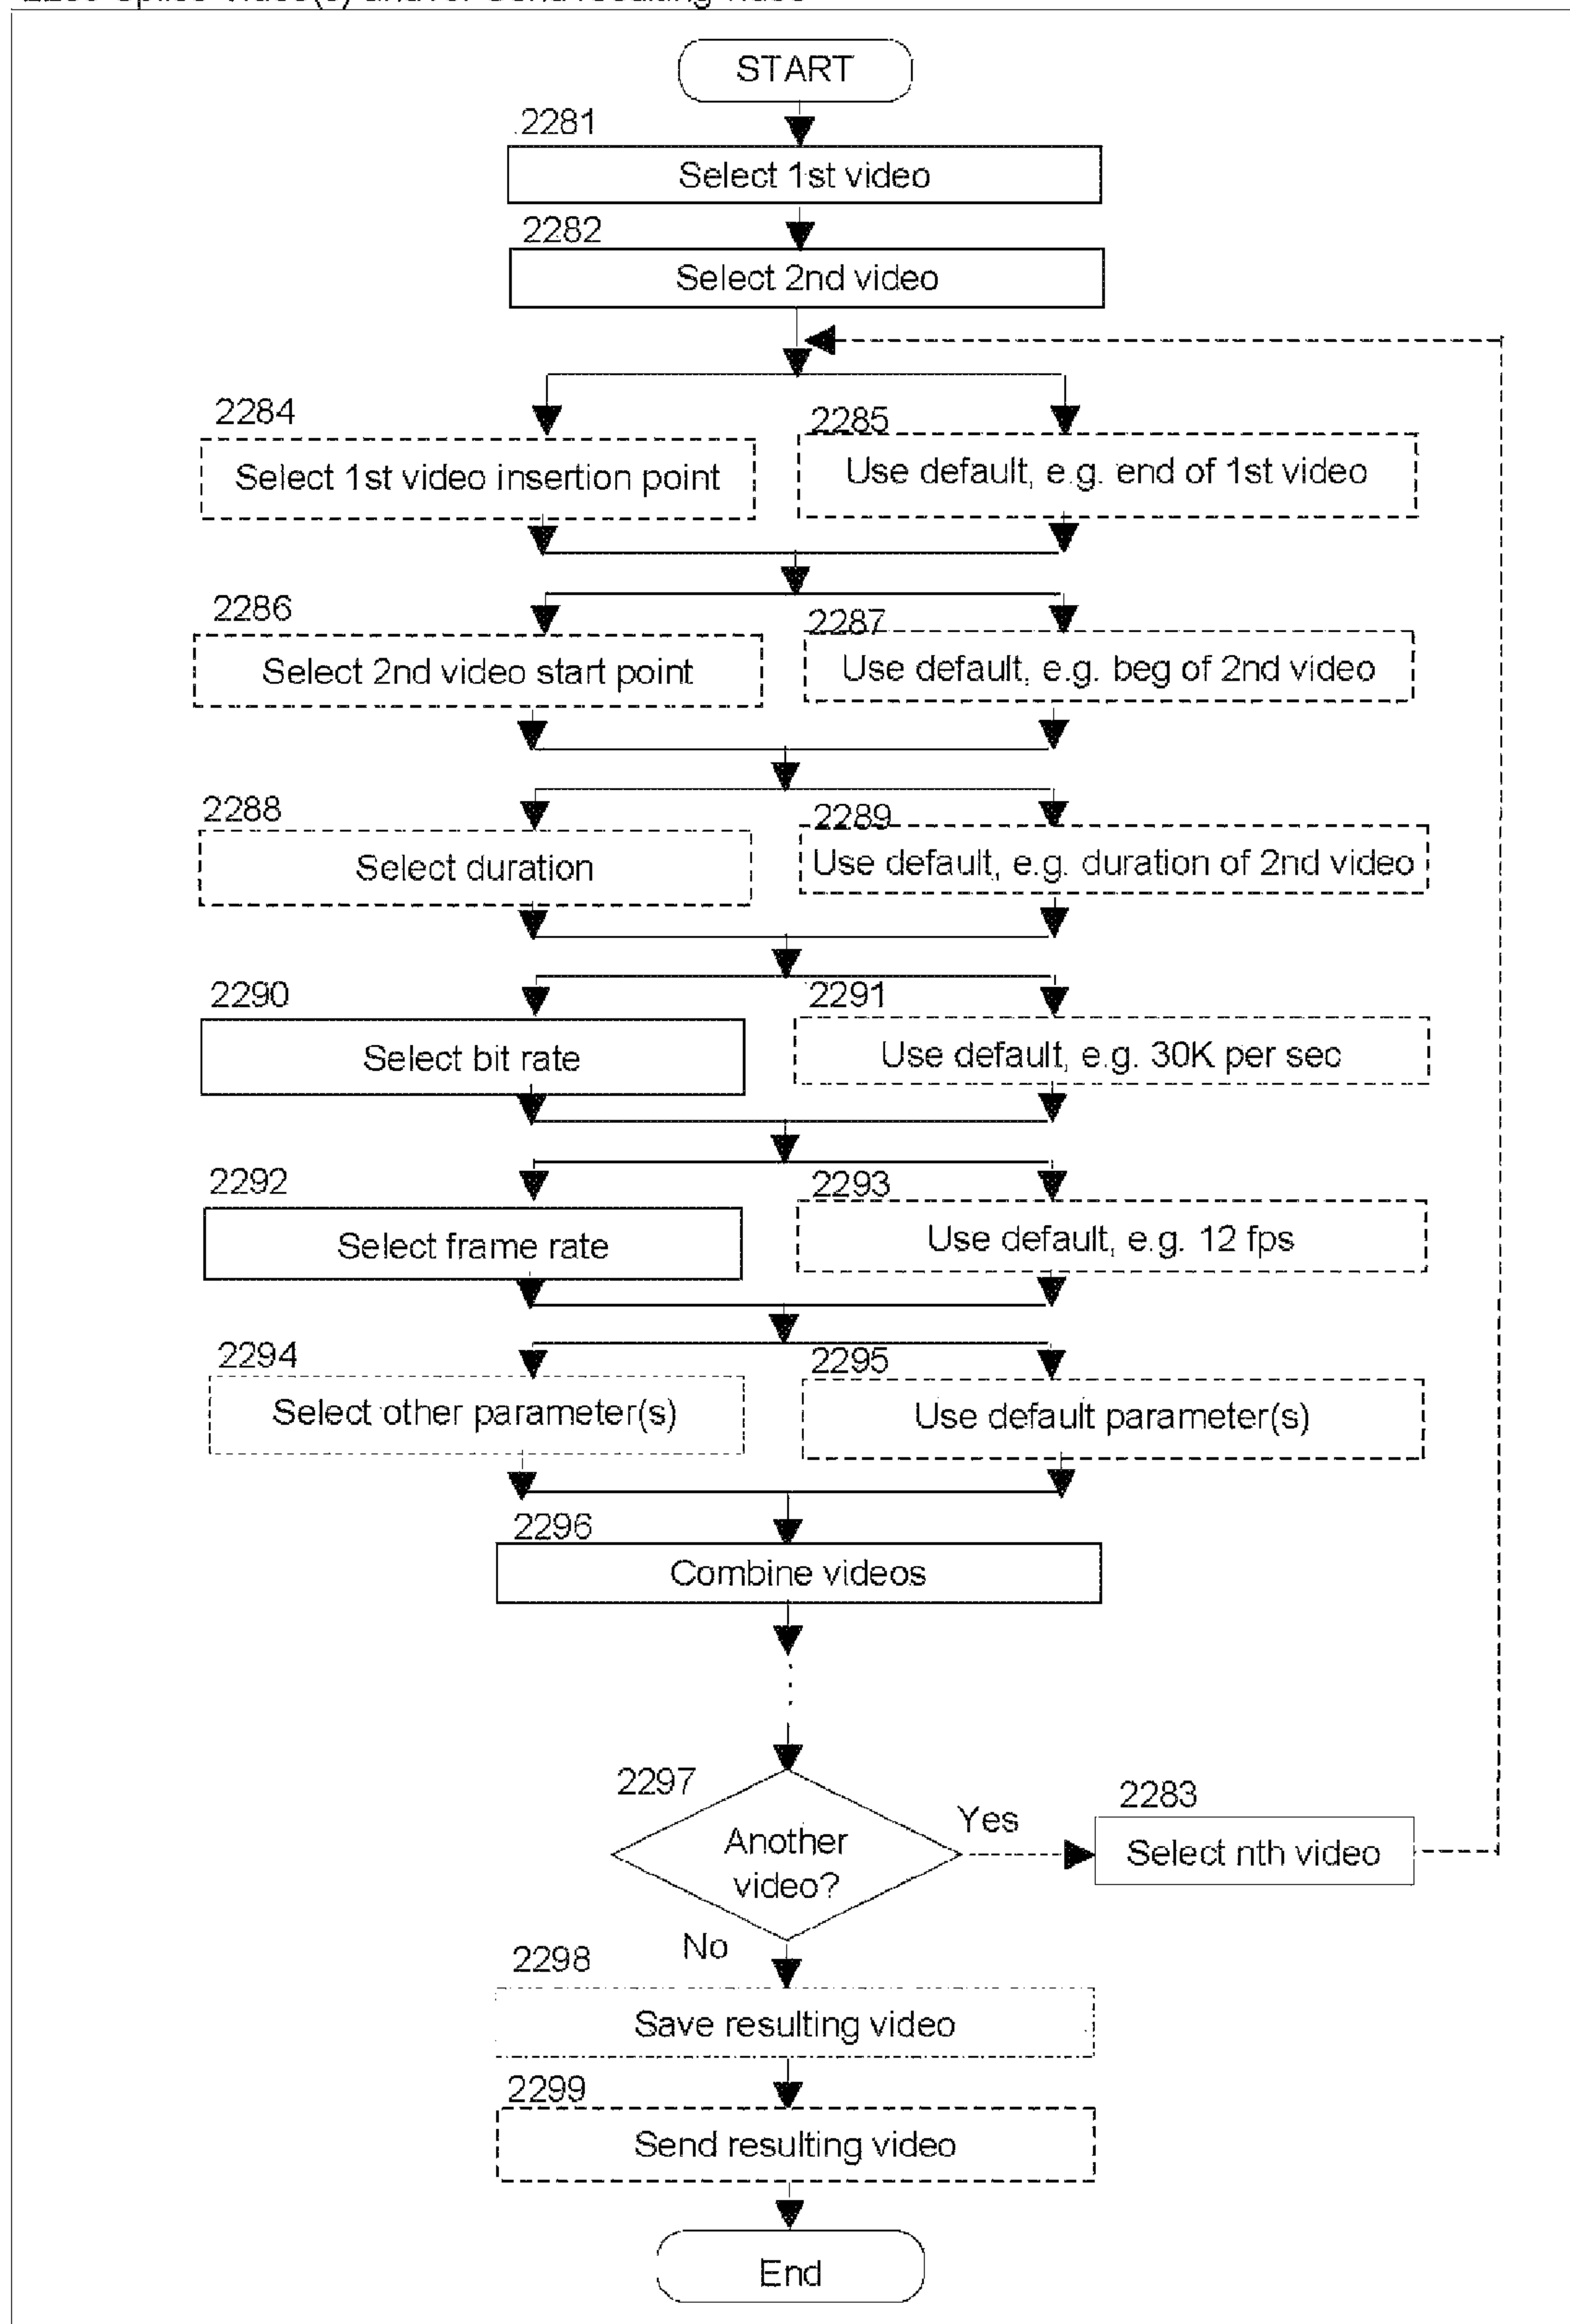 START
2281
Select 1st video
2282
Select 2nd video
2284
2285
Select 1st video insertion point
Use default, e.g. end of 1st video
2286
2287
Select 2nd video start point
Use default, e.g. beg of 2nd video
2288
2289
Select duration
Use default, e.g. duration of 2nd video
2290
2291
Select bit rate
Use default, e.g. 30K per sec
2292
2293
Select frame rate
Use default, e.g. 12 fps
2294
2295
Select other parameter(s)
Use default parameter(s)
2296
Combine videos
2297
Another
video?
Yes
2283
Select nth video
No
2298
Save resulting video
2299
Send resulting video
End